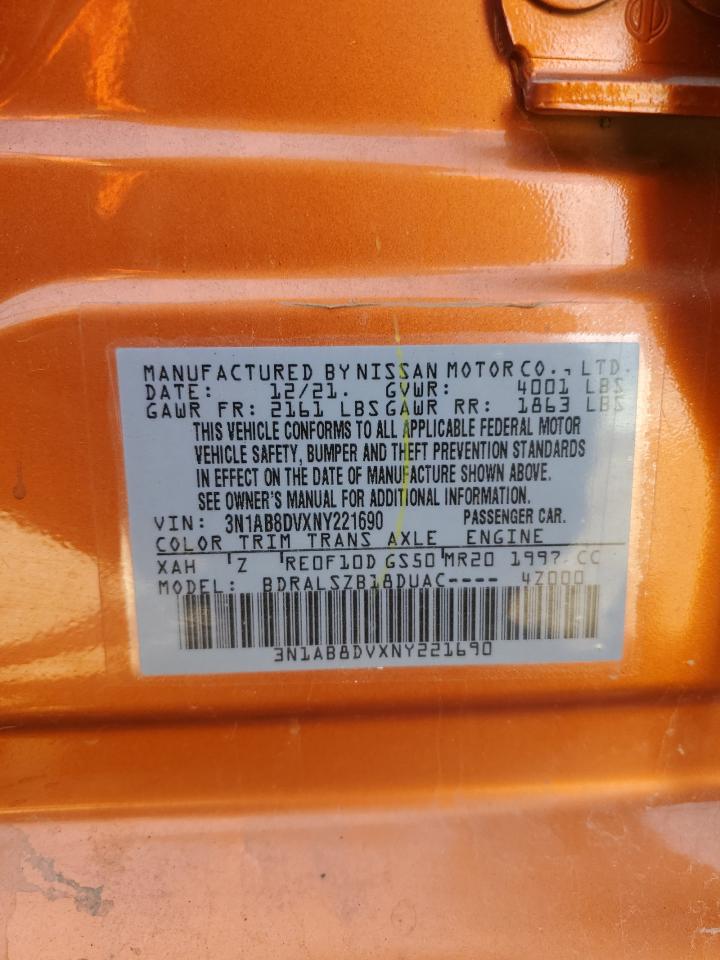 MANUFACTURED BY NISSAN MOTOR CO., LTD.
DATE: 12/21. GVWR: 4001 LBS
GAWR FR: 2161 LBS GAWR RR: 1863 LBS
THIS VEHICLE CONFORMS TO ALL APPLICABLE FEDERAL MOTOR
VEHICLE SAFETY, BUMPER AND THEFT PREVENTION STANDARDS
IN EFFECT ON THE DATE OF MANUFACTURE SHOWN ABOVE.
SEE OWNER'S MANUAL FOR ADDITIONAL INFORMATION.
VIN: 3N1AB8DVXNY221690 PASSENGER CAR.
COLOR TRIM TRANS AXLE ENGINE
XAH Z RE0F10D GS50 MR20 1997 CC
MODEL: BDRALSZB18DUAC---- 4Z000
3N1AB8DVXNY221690